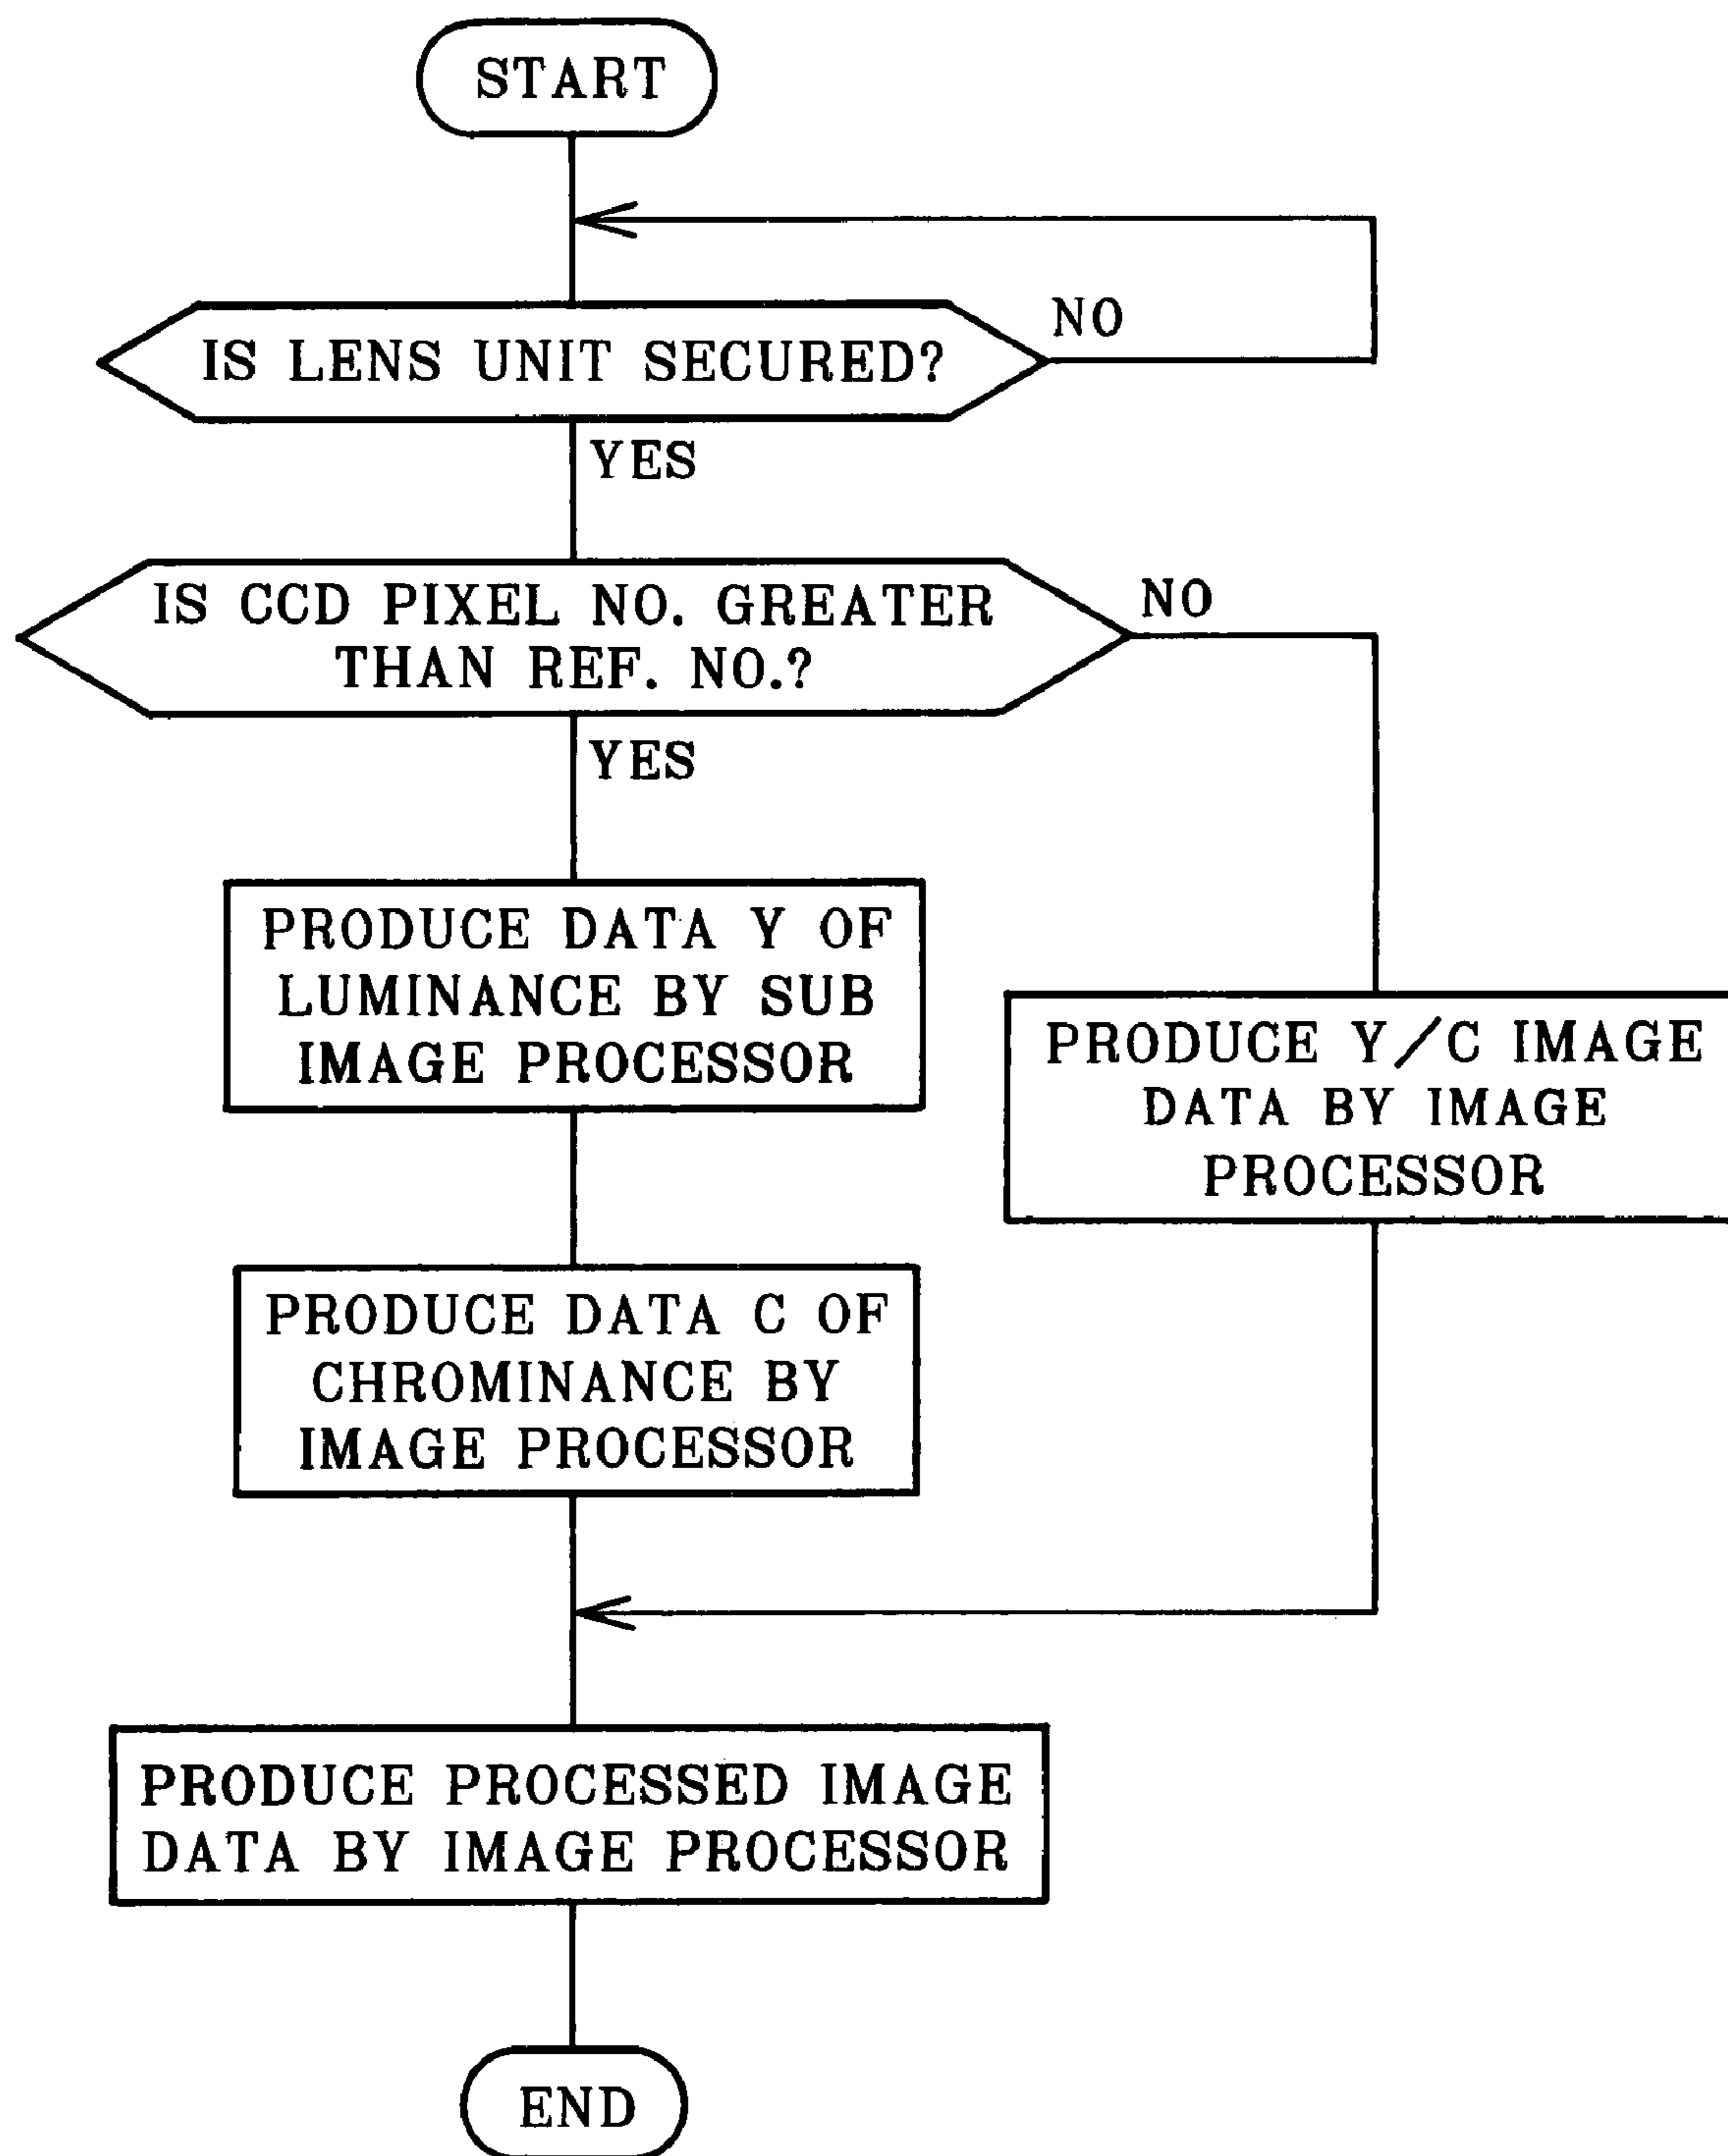 START
NO
IS LENS UNIT SECURED?
YES
IS CCD PIXEL NO. GREATER
THAN REF. NO.?
NO
YES
PRODUCE DATA Y OF
LUMINANCE BY SUB
IMAGE PROCESSOR
PRODUCE Y/C IMAGE
DATA BY IMAGE
PROCESSOR
PRODUCE DATA C OF
CHROMINANCE BY
IMAGE PROCESSOR
PRODUCE PROCESSED IMAGE
DATA BY IMAGE PROCESSOR
END